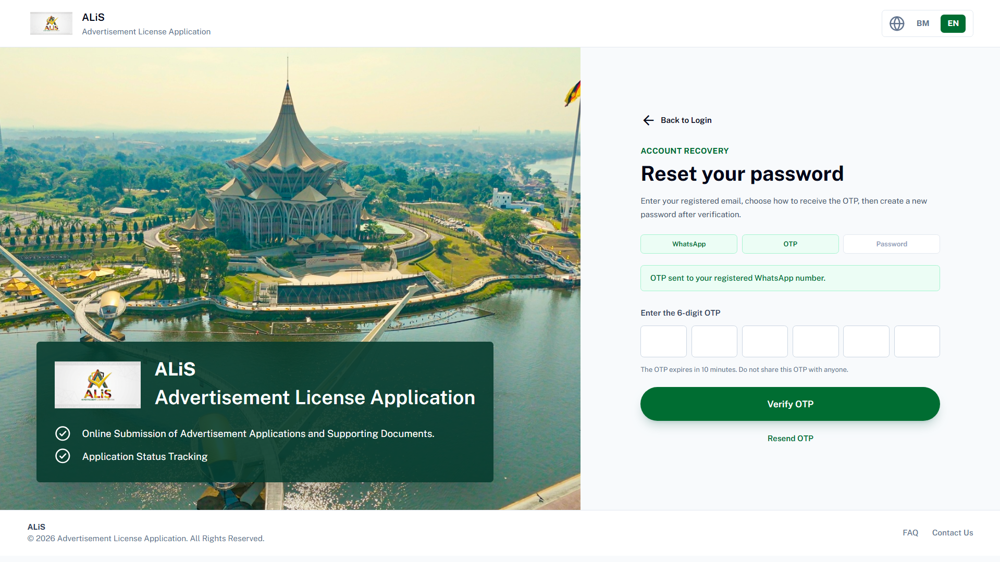 ALiS
ALiS
Advertisement License Application
BM
EN
I LOVE KUCHING
ALiS
ALiS
Advertisement License Application
Online Submission of Advertisement Applications and Supporting Documents.
Application Status Tracking
Back to Login
ACCOUNT RECOVERY
Reset your password
Enter your registered email, choose how to receive the OTP, then create a new
password after verification.
WhatsApp
OTP
Password
OTP sent to your registered WhatsApp number.
Enter the 6-digit OTP
The OTP expires in 10 minutes. Do not share this OTP with anyone.
Verify OTP
Resend OTP
ALiS
© 2026 Advertisement License Application. All Rights Reserved.
FAQ
Contact Us